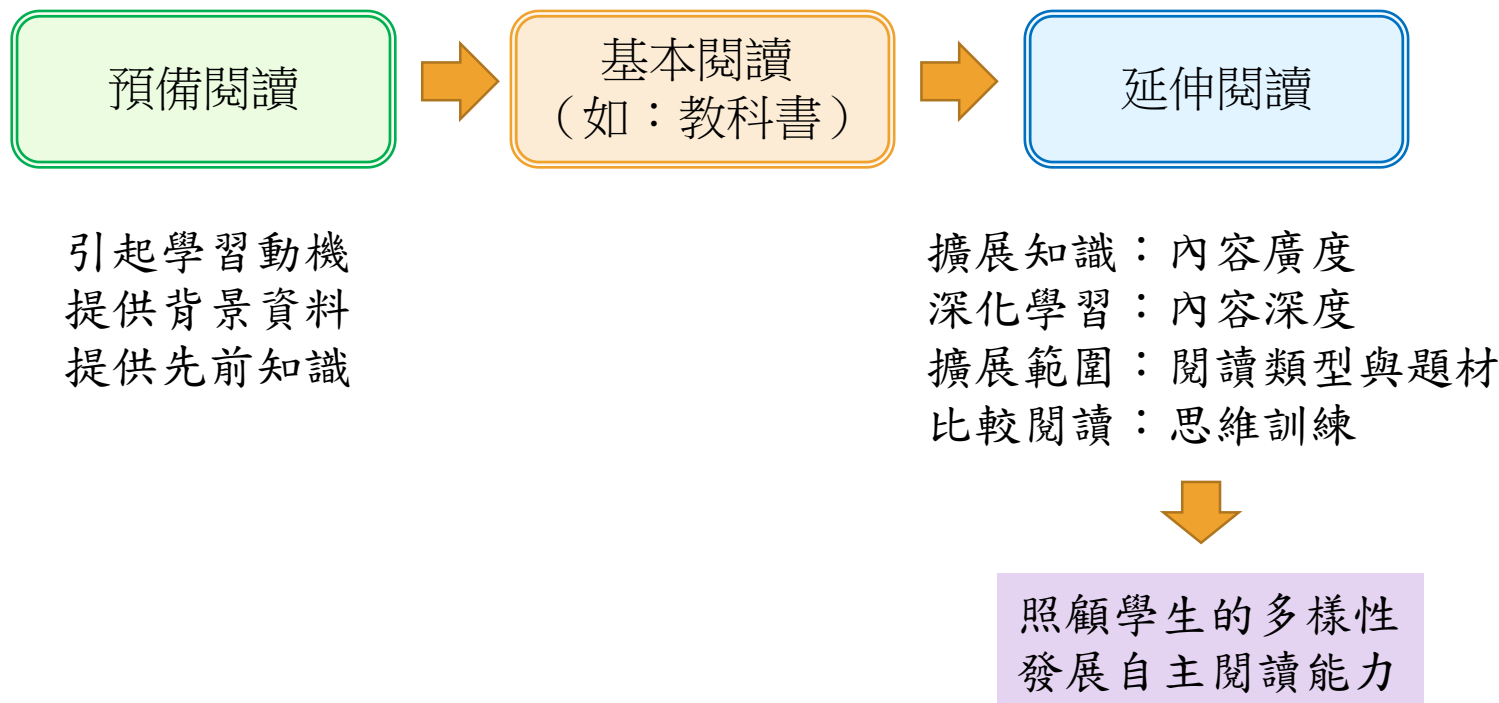 預備閱讀
基本閱讀
（如：教科書）
延伸閱讀
引起學習動機
提供背景資料
提供先前知識
擴展知識：內容廣度
深化學習：內容深度
擴展範圍：閱讀類型與題材
比較閱讀：思維訓練
照顧學生的多樣性
發展自主閱讀能力